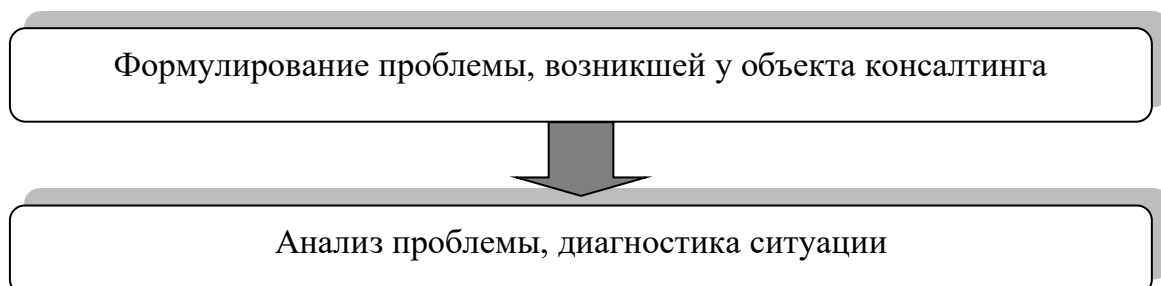 Формулирование проблемы, возникшей у объекта консалтинга
Анализ проблемы, диагностика ситуации